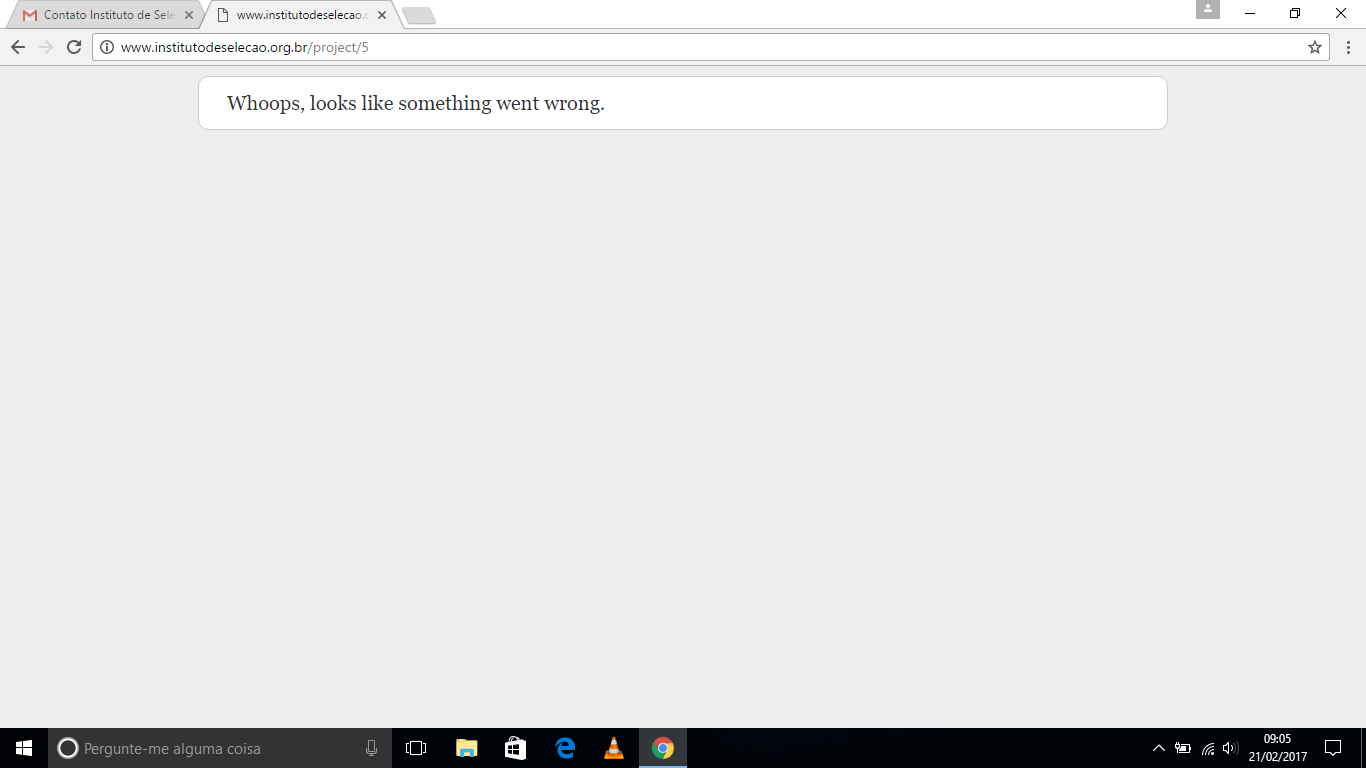 Contato Instituto de Sele
www.institutodeselecao.o
www.institutodeselecao.org.br/project/5
Whoops, looks like something went wrong.
Pergunte-me alguma coisa
09:05
21/02/2017